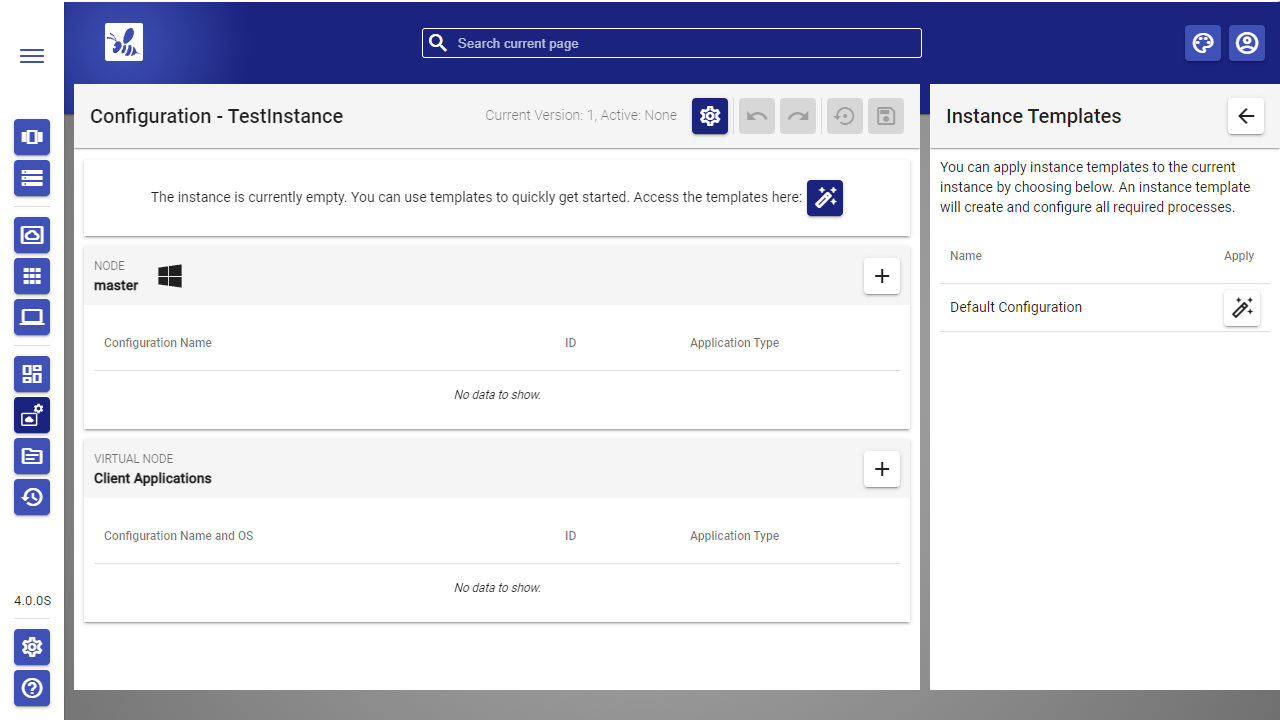 Search current page
Configuration - TestInstance
Current Version: 1, Active: None
Instance Templates
The instance is currently empty. You can use templates to quickly get started. Access the templates here:
You can apply instance templates to the current
instance by choosing below. An instance template
will create and configure all required processes.
Name Apply
Default Configuration
NODE
master
Configuration Name ID Application Type
No data to show.
VIRTUAL NODE
Client Applications
Configuration Name and OS ID Application Type
No data to show.
4.0.0S